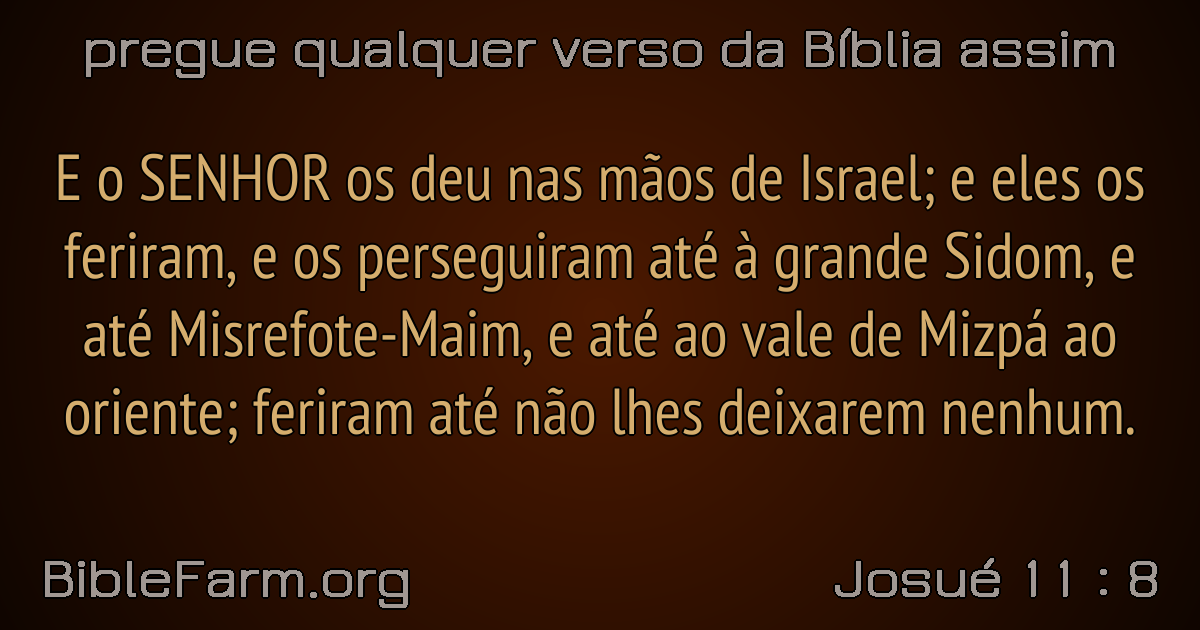 pregue qualquer verso da Bíblia assim
E o SENHOR os deu nas mãos de Israel; e eles os
feriram, e os perseguiram até à grande Sidom, e
até Misrefote-Maim, e até ao vale de Mizpá ao
oriente; feriram até não lhes deixarem nenhum.
BibleFarm.org
Josué 11 : 8